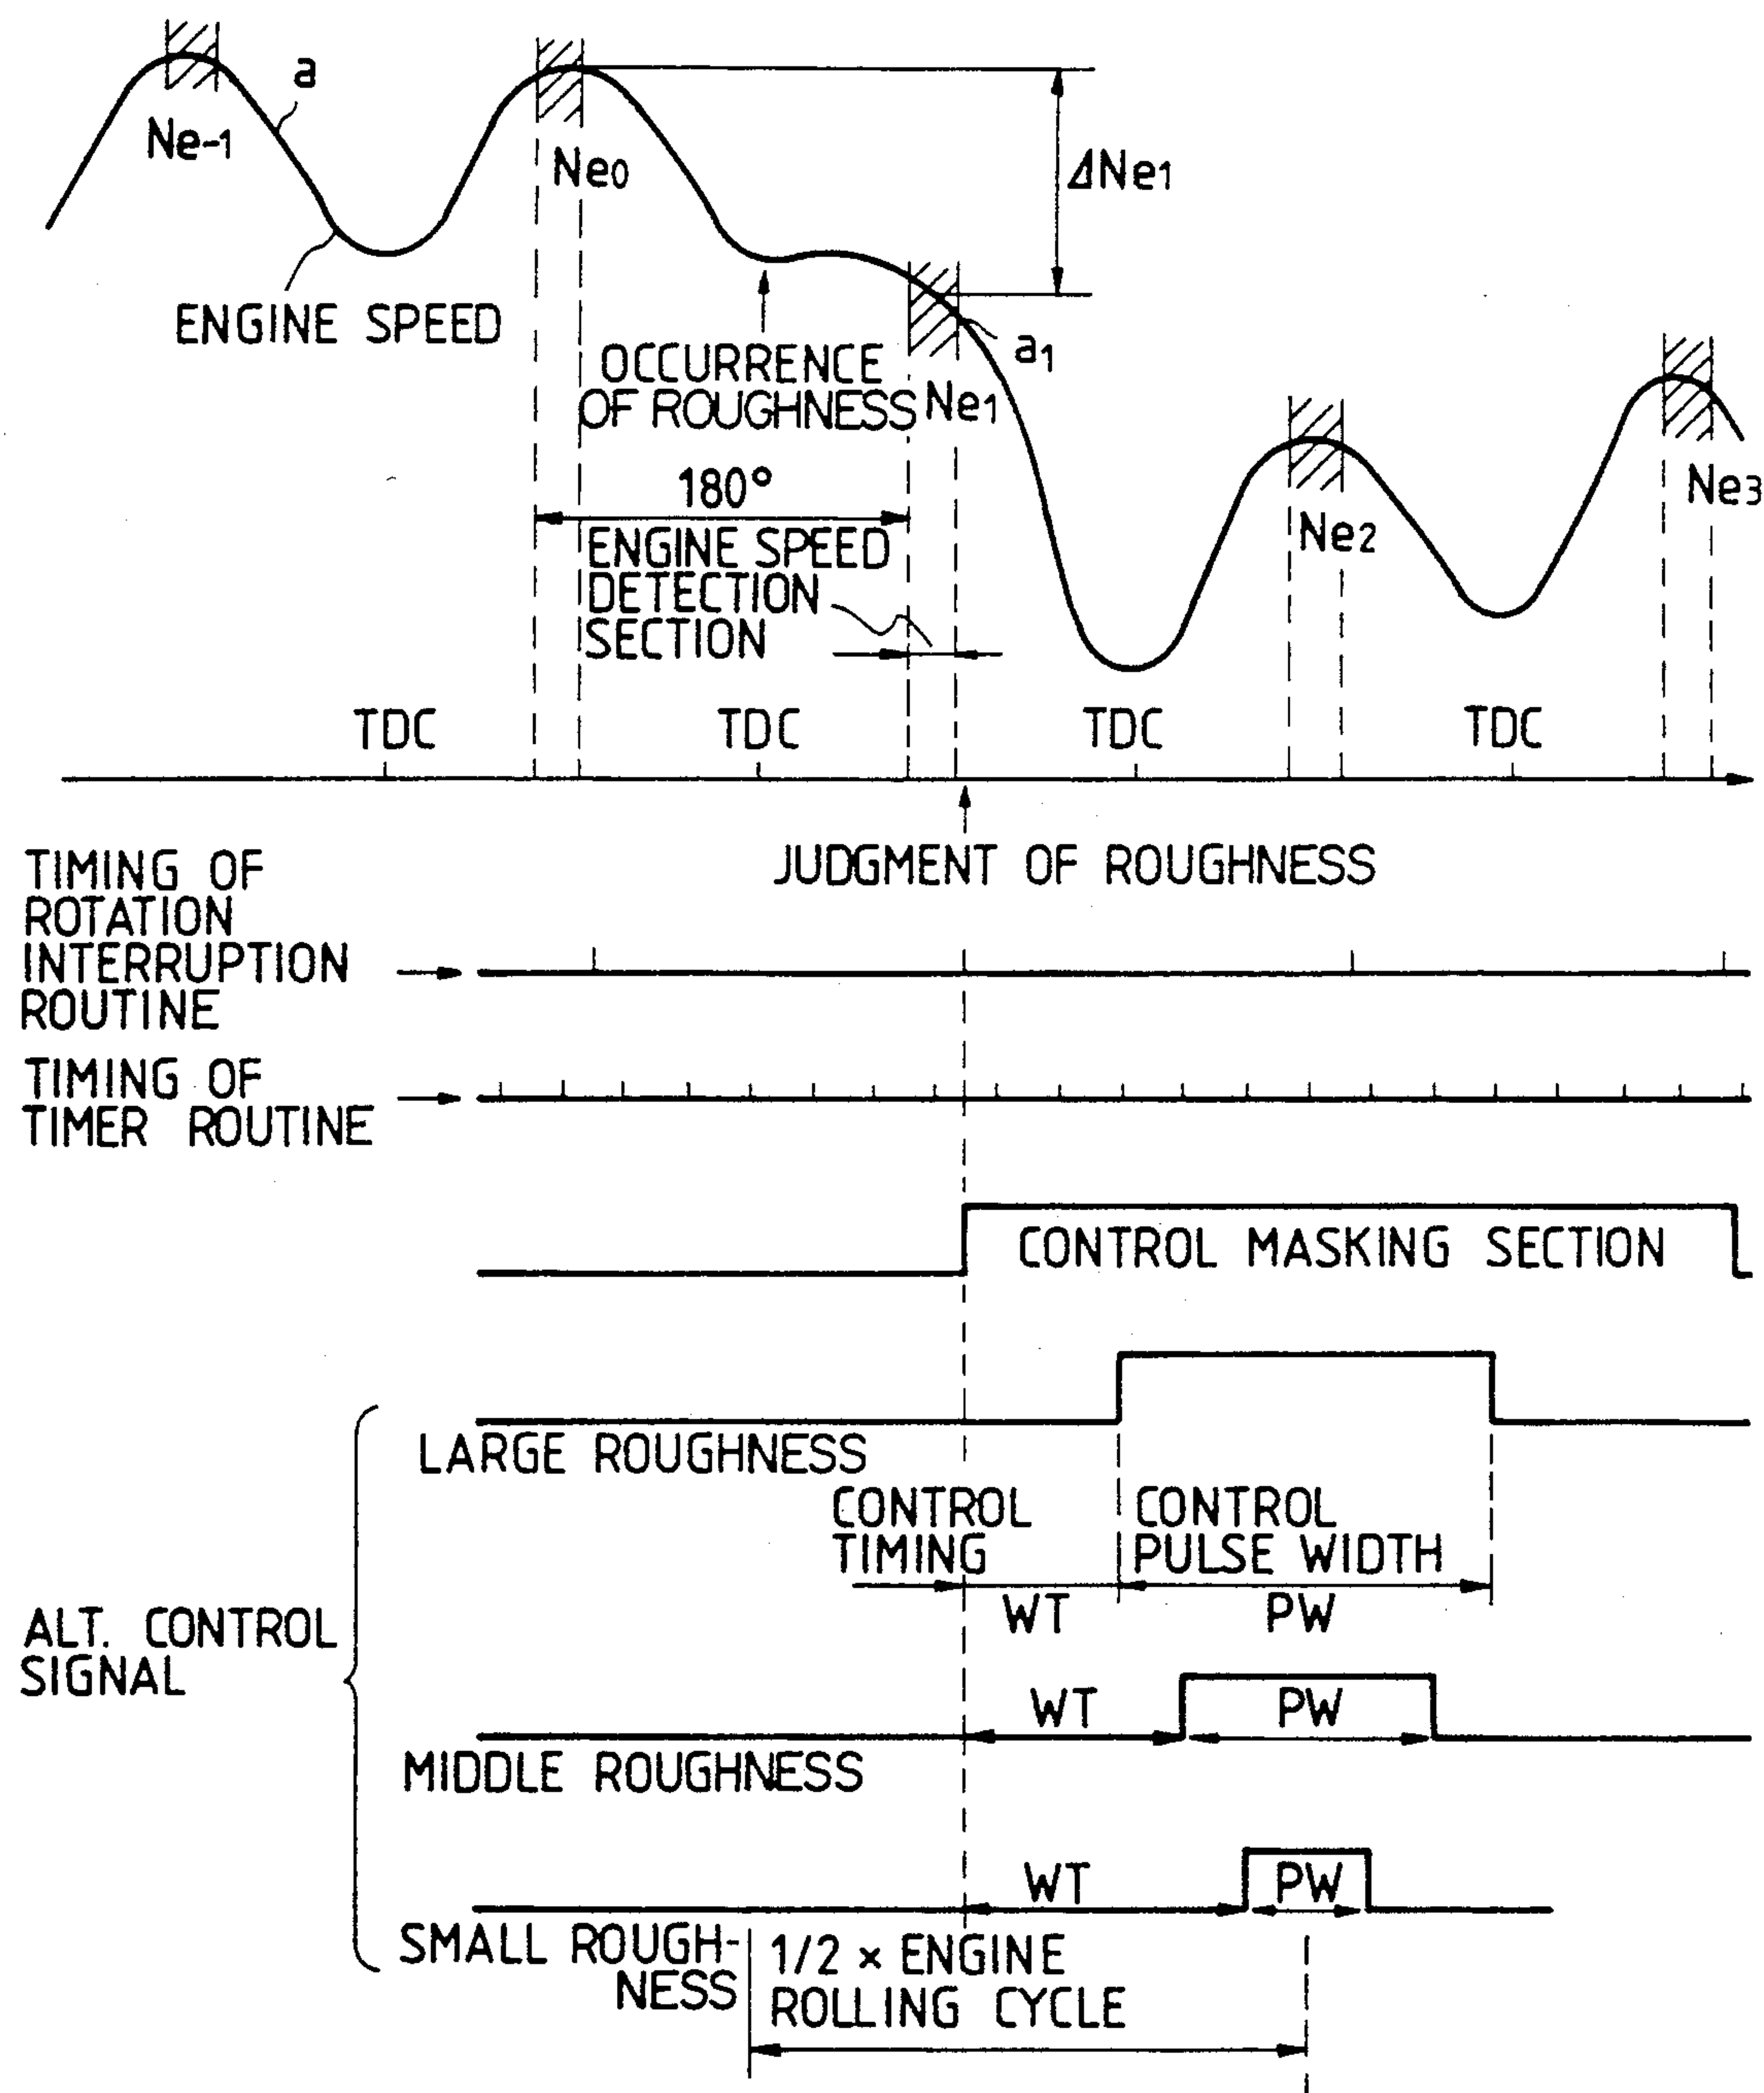 a
Ne-1
Ne0
ΔNe1
ENGINE SPEED
OCCURRENCE
OF ROUGHNESS
a1
Ne1
180°
ENGINE SPEED
DETECTION
SECTION
Ne2
Ne3
TDC TDC TDC TDC
JUDGMENT OF ROUGHNESS
TIMING OF
ROTATION
INTERRUPTION
ROUTINE
TIMING OF
TIMER ROUTINE
CONTROL MASKING SECTION
LARGE ROUGHNESS
CONTROL
TIMING
CONTROL
PULSE WIDTH
WT PW
ALT. CONTROL
SIGNAL
WT PW
MIDDLE ROUGHNESS
WT PW
SMALL ROUGH-
NESS
1/2 × ENGINE
ROLLING CYCLE